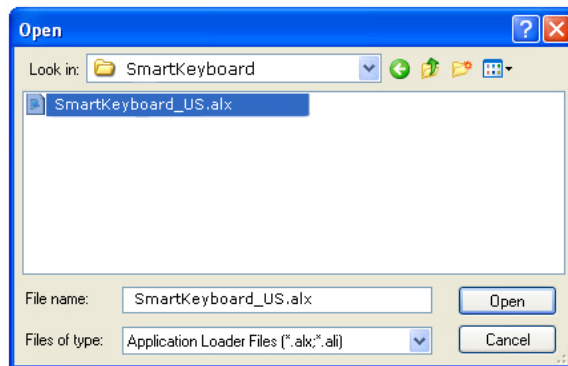 Open
Look in: SmartKeyboard
SmartKeyboard_US.alx
File name: SmartKeyboard_US.alx Open
Files of type: Application Loader Files (*.alx;*.ali) Cancel